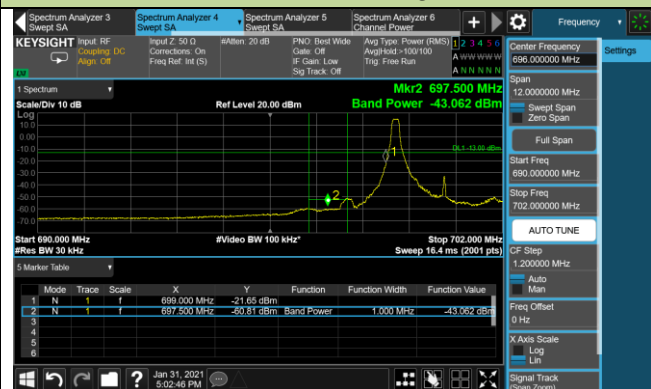 Spectrum Analyzer 3
Swept SA
Spectrum Analyzer 4
Swept SA
Spectrum Analyzer 5
Swept SA
Spectrum Analyzer 6
Channel Power
Frequency
KEYSIGHT
Input: RF
Coupling: DC
Align: Off
Input Z: 50 Ω
Corrections: On
Freq Ref: Int (S)
#Atten: 20 dB
PNO: Best Wide
Gate: Off
IF Gain: Low
Sig Track: Off
Avg Type: Power (RMS)
Avg|Hold:>100/100
Trig: Free Run
1 2 3 4 5 6
A W W W W W
A N N N N N
LNI
1 Spectrum
Scale/Div 10 dB
Ref Level 20.00 dBm
Mkr2 697.500 MHz
Band Power -43.062 dBm
Log
10.0
0.00
-10.0
-20.0
-30.0
-40.0
-50.0
-60.0
-70.0
DL1 -13.00 dBm
1
2
Start 690.000 MHz
#Res BW 30 kHz
#Video BW 100 kHz*
Stop 702.000 MHz
Sweep 16.4 ms (2001 pts)
5 Marker Table
Mode Trace Scale X Y Function Function Width Function Value
1 N 1 f 699.000 MHz -21.65 dBm
2 N 1 f 697.500 MHz -60.81 dBm Band Power 1.000 MHz -43.062 dBm
3
4
5
6
Jan 31, 2021
5:02:46 PM
Settings
Center Frequency
696.000000 MHz
Span
12.0000000 MHz
Swept Span
Zero Span
Full Span
Start Freq
690.000000 MHz
Stop Freq
702.000000 MHz
AUTO TUNE
CF Step
1.200000 MHz
Auto
Man
Freq Offset
0 Hz
X Axis Scale
Log
Lin
Signal Track
(Span Zoom)